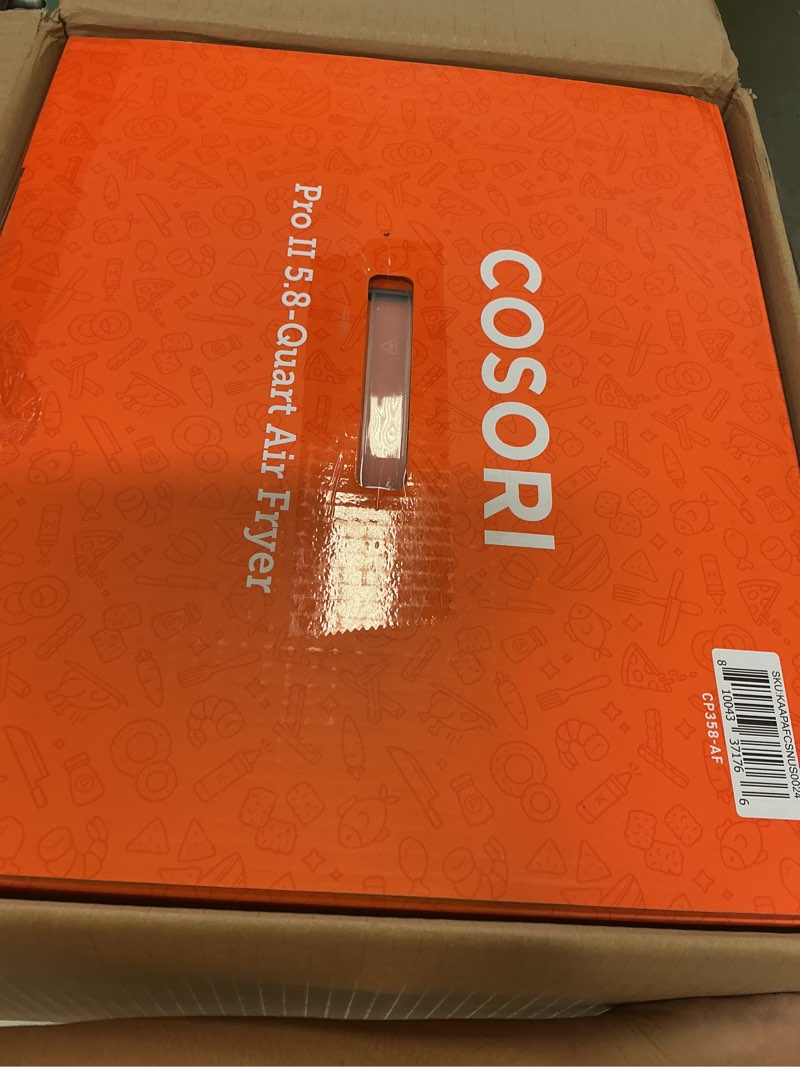 COSORI
Pro II 5.8-Quart Air Fryer
SKU:KAAPAFCSNUS0024
8 10043 37176 6
CP358-AF